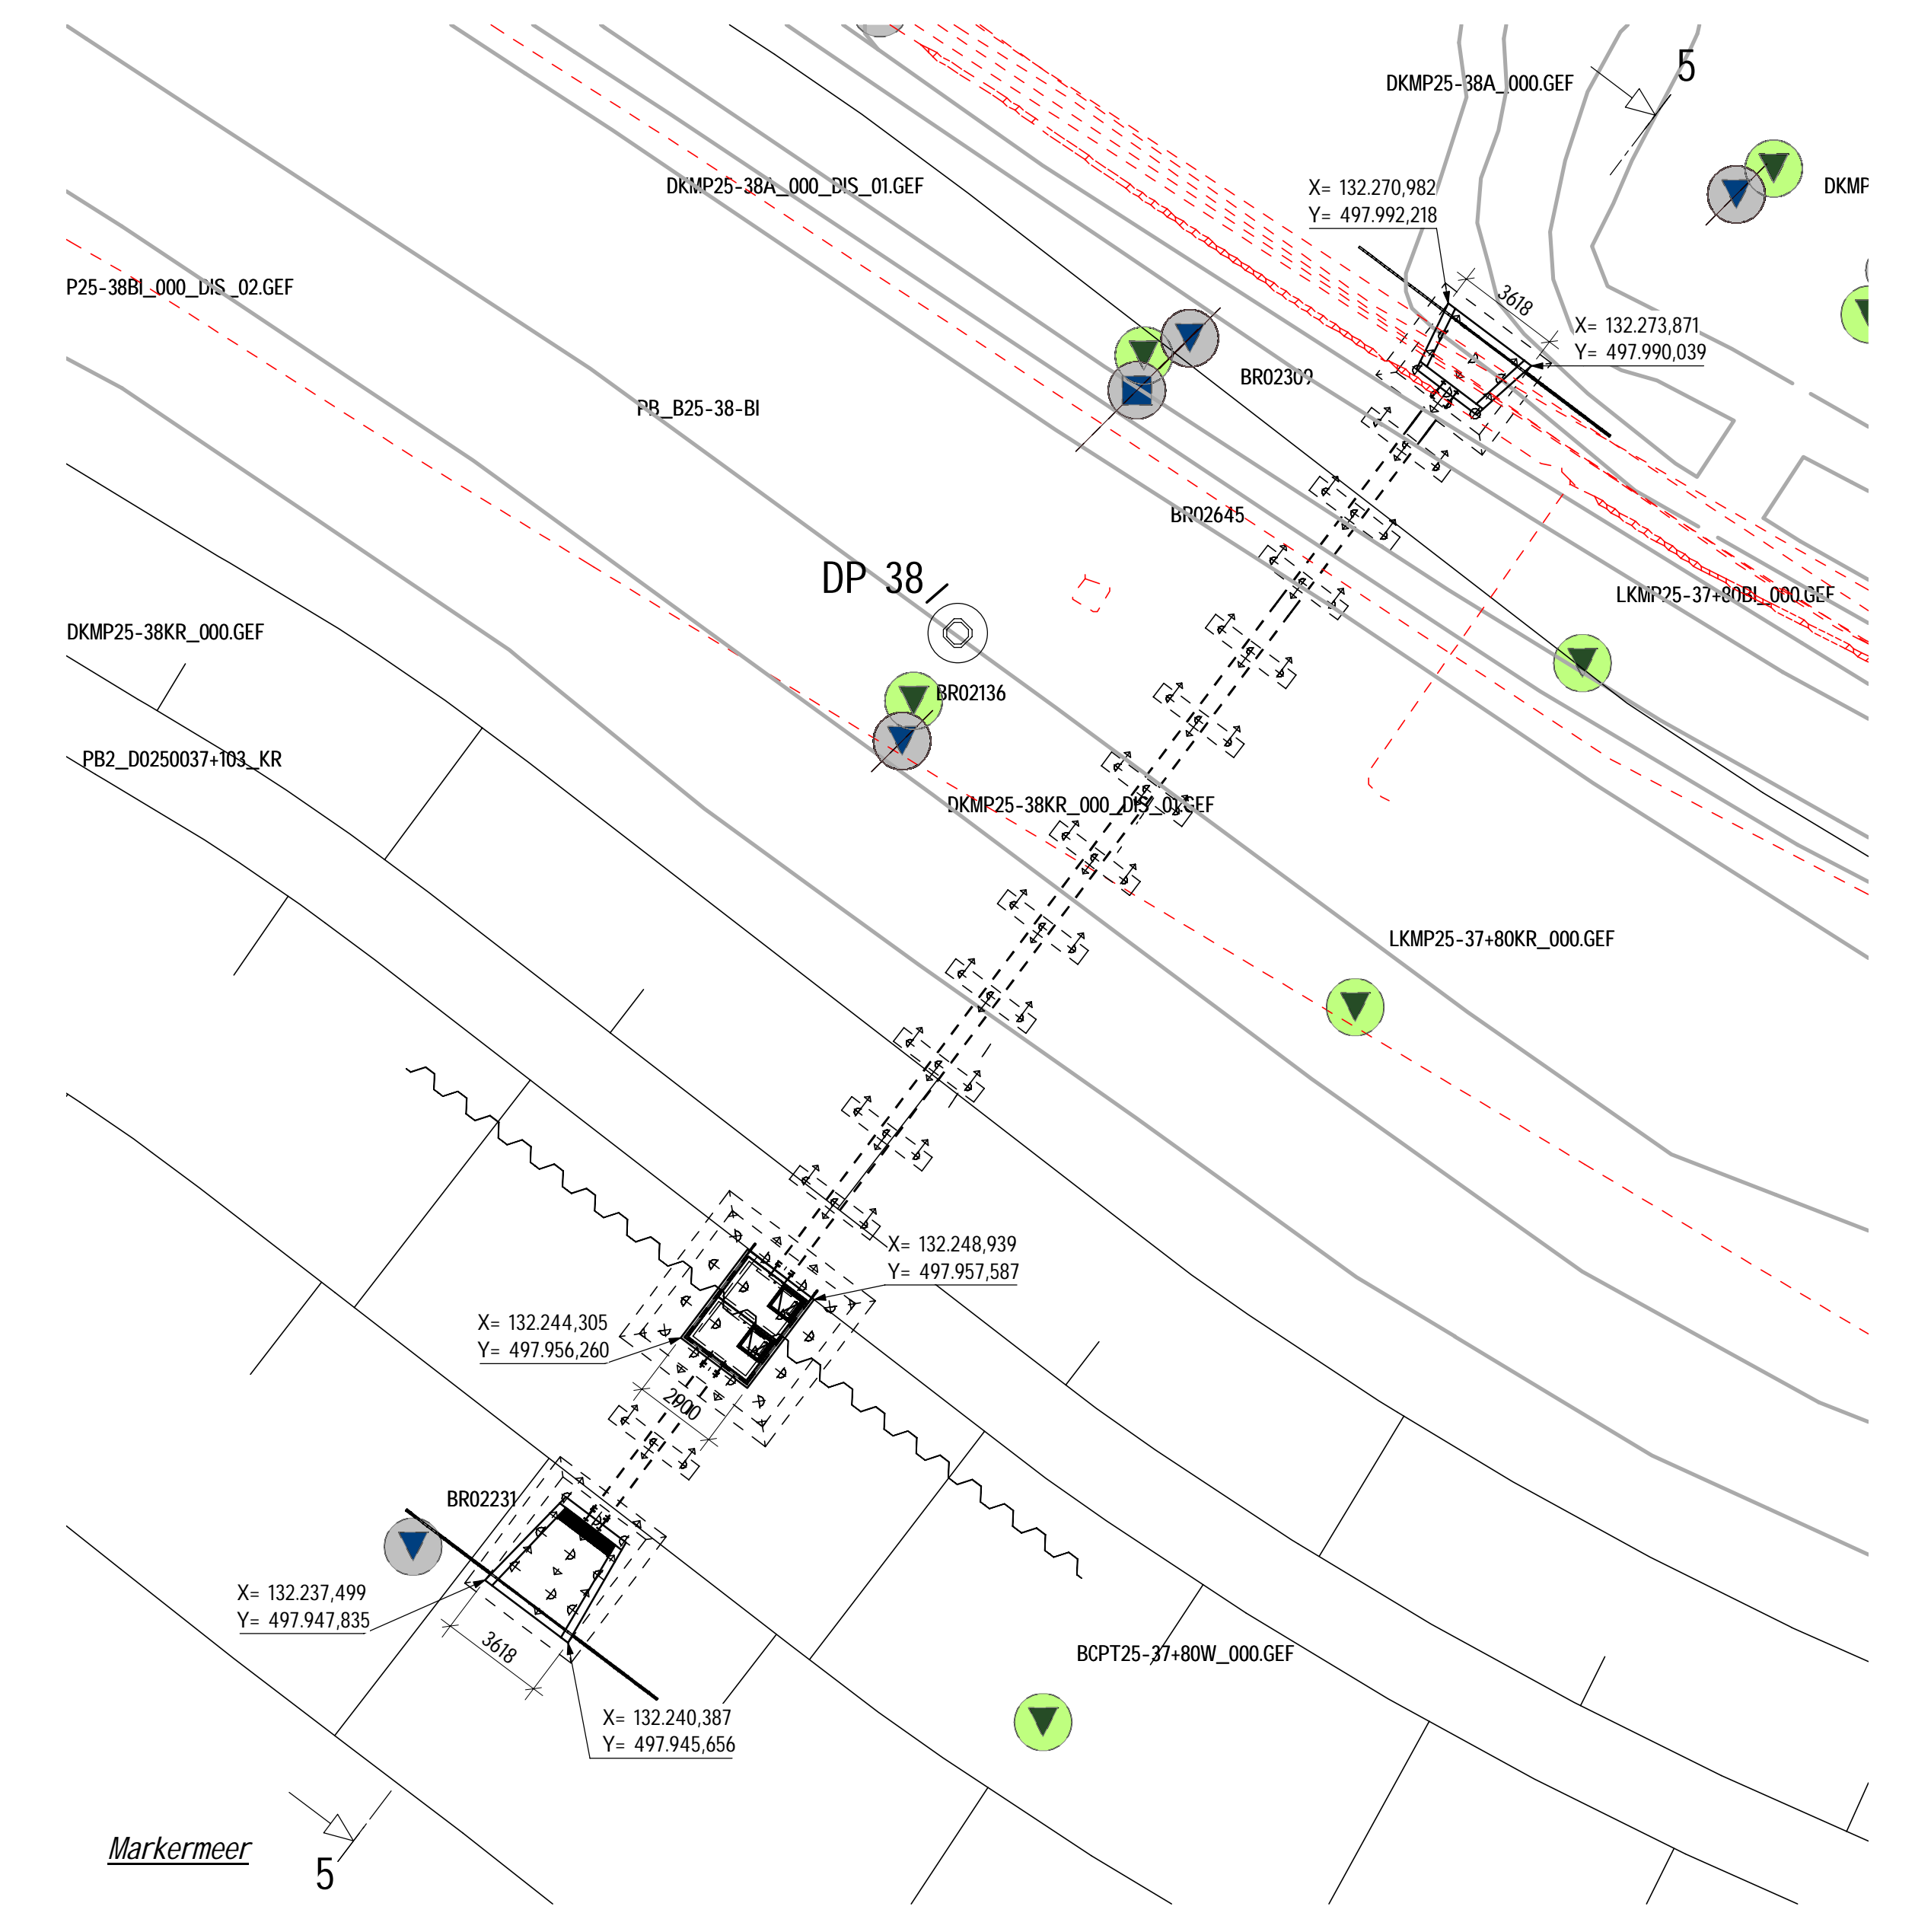 5
DKMP25-38A_000.GEF
DKMP25-38A_000_DIS_01.GEF
X= 132.270,982
Y= 497.992,218
DKMP
P25-38BI_000_DIS_02.GEF
3618
X= 132.273,871
Y= 497.990,039
BR02309
PB_B25-38-BI
BR02645
DP 38
LKMP25-37+80BI_000.GEF
DKMP25-38KR_000.GEF
BR02136
PB2_D0250037+103_KR
DKMP25-38KR_000_DIS_01.GEF
LKMP25-37+80KR_000.GEF
X= 132.248,939
Y= 497.957,587
X= 132.244,305
Y= 497.956,260
2900
BR02231
X= 132.237,499
Y= 497.947,835
3618
BCPT25-37+80W_000.GEF
X= 132.240,387
Y= 497.945,656
Markermeer
5